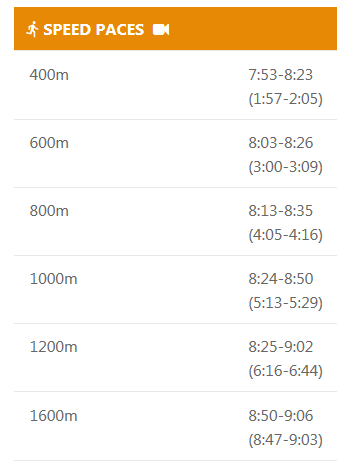 SPEED PACES
400m 7:53-8:23
(1:57-2:05)
600m 8:03-8:26
(3:00-3:09)
800m 8:13-8:35
(4:05-4:16)
1000m 8:24-8:50
(5:13-5:29)
1200m 8:25-9:02
(6:16-6:44)
1600m 8:50-9:06
(8:47-9:03)